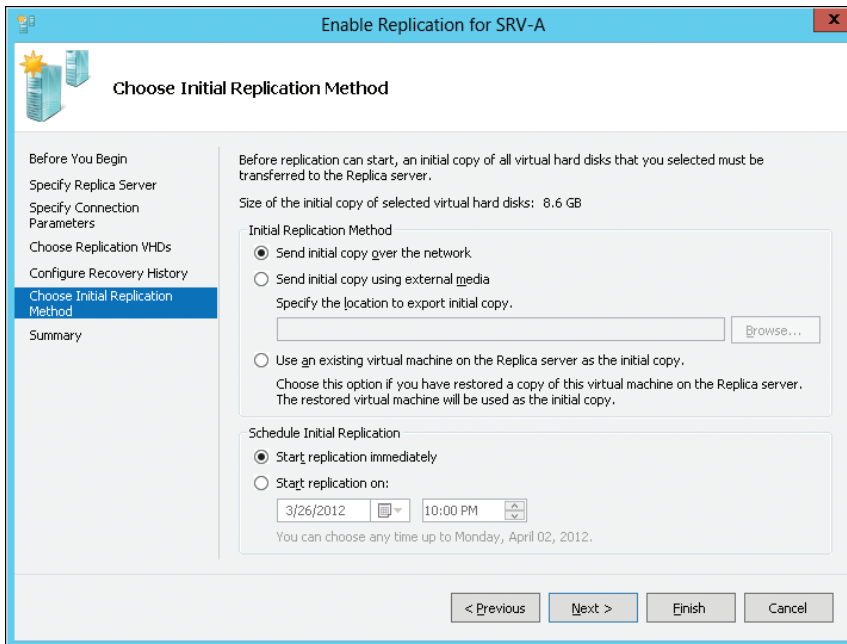 Enable Replication for SRV-A
x
Choose Initial Replication Method
Before You Begin
Specify Replica Server
Specify Connection
Parameters
Choose Replication VHDs
Configure Recovery History
Choose Initial Replication
Method
Summary
Before replication can start, an initial copy of all virtual hard disks that you selected must be
transferred to the Replica server.
Size of the initial copy of selected virtual hard disks: 8.6 GB
Initial Replication Method
Send initial copy over the network
Send initial copy using external media
Specify the location to export initial copy.
Browse...
Use an existing virtual machine on the Replica server as the initial copy.
Choose this option if you have restored a copy of this virtual machine on the Replica server.
The restored virtual machine will be used as the initial copy.
Schedule Initial Replication
Start replication immediately
Start replication on:
3/26/2012 10:00 PM
You can choose any time up to Monday, April 02, 2012.
< Previous Next > Finish Cancel